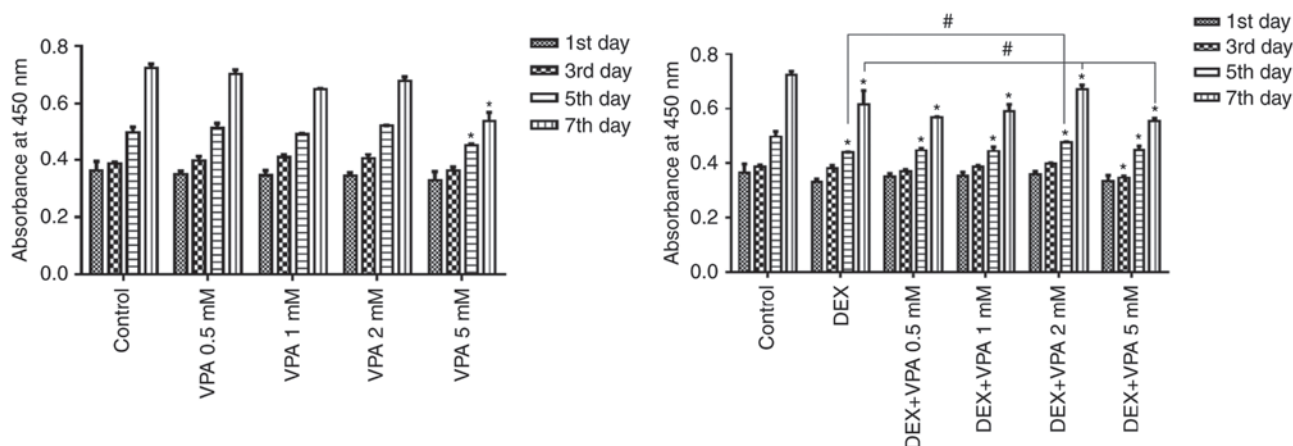 Absorbance at 450 nm
0.8
0.6
0.4
0.2
0.0
Control
VPA 0.5 mM
VPA 1 mM
VPA 2 mM
VPA 5 mM
* *
1st day
3rd day
5th day
7th day
Absorbance at 450 nm
0.8
0.6
0.4
0.2
0.0
#
#
* * * * * * * * * * *
Control
DEX
DEX+VPA 0.5 mM
DEX+VPA 1 mM
DEX+VPA 2 mM
DEX+VPA 5 mM
1st day
3rd day
5th day
7th day